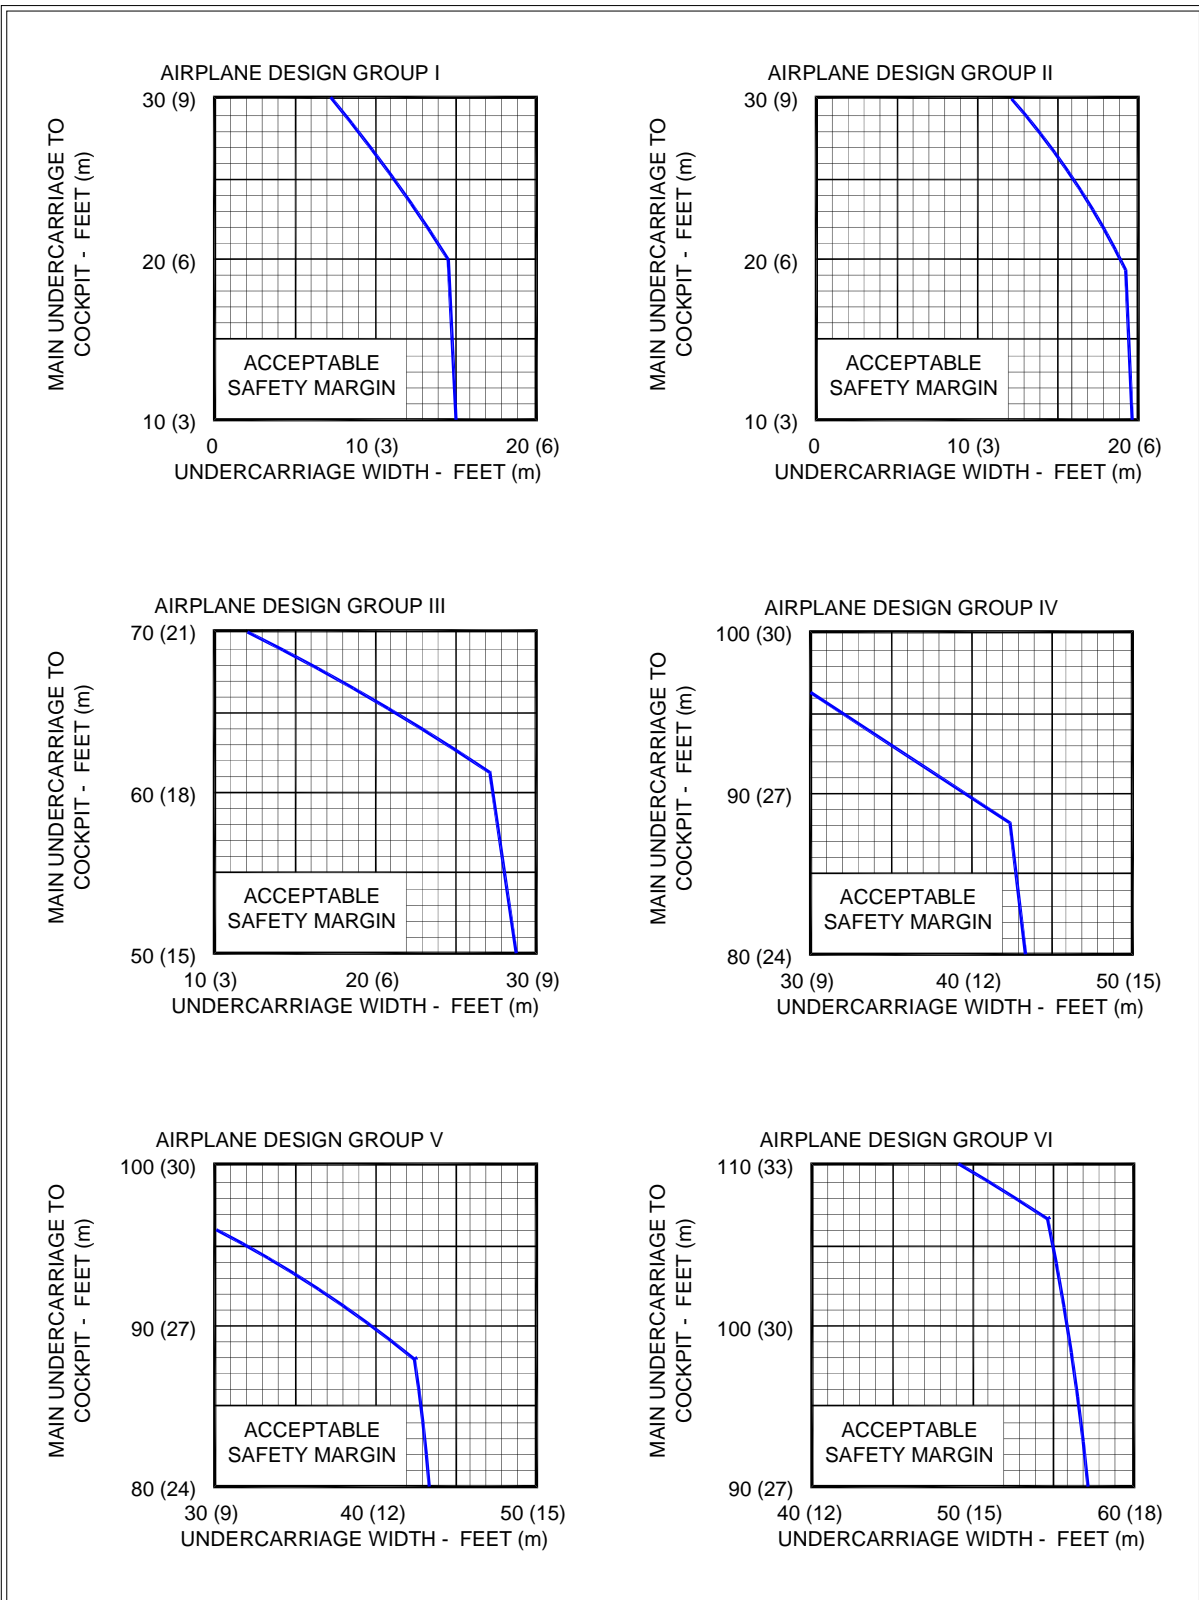 AIRPLANE DESIGN GROUP I
30 (9)
20 (6)
10 (3)
MAIN UNDERCARRIAGE TO
COCKPIT - FEET (m)
ACCEPTABLE
SAFETY MARGIN
0 10 (3) 20 (6)
UNDERCARRIAGE WIDTH - FEET (m)
AIRPLANE DESIGN GROUP II
30 (9)
20 (6)
10 (3)
MAIN UNDERCARRIAGE TO
COCKPIT - FEET (m)
ACCEPTABLE
SAFETY MARGIN
0 10 (3) 20 (6)
UNDERCARRIAGE WIDTH - FEET (m)
AIRPLANE DESIGN GROUP III
70 (21)
60 (18)
50 (15)
MAIN UNDERCARRIAGE TO
COCKPIT - FEET (m)
ACCEPTABLE
SAFETY MARGIN
10 (3) 20 (6) 30 (9)
UNDERCARRIAGE WIDTH - FEET (m)
AIRPLANE DESIGN GROUP IV
100 (30)
90 (27)
80 (24)
MAIN UNDERCARRIAGE TO
COCKPIT - FEET (m)
ACCEPTABLE
SAFETY MARGIN
30 (9) 40 (12) 50 (15)
UNDERCARRIAGE WIDTH - FEET (m)
AIRPLANE DESIGN GROUP V
100 (30)
90 (27)
80 (24)
MAIN UNDERCARRIAGE TO
COCKPIT - FEET (m)
ACCEPTABLE
SAFETY MARGIN
30 (9) 40 (12) 50 (15)
UNDERCARRIAGE WIDTH - FEET (m)
AIRPLANE DESIGN GROUP VI
110 (33)
100 (30)
90 (27)
MAIN UNDERCARRIAGE TO
COCKPIT - FEET (m)
ACCEPTABLE
SAFETY MARGIN
40 (12) 50 (15) 60 (18)
UNDERCARRIAGE WIDTH - FEET (m)